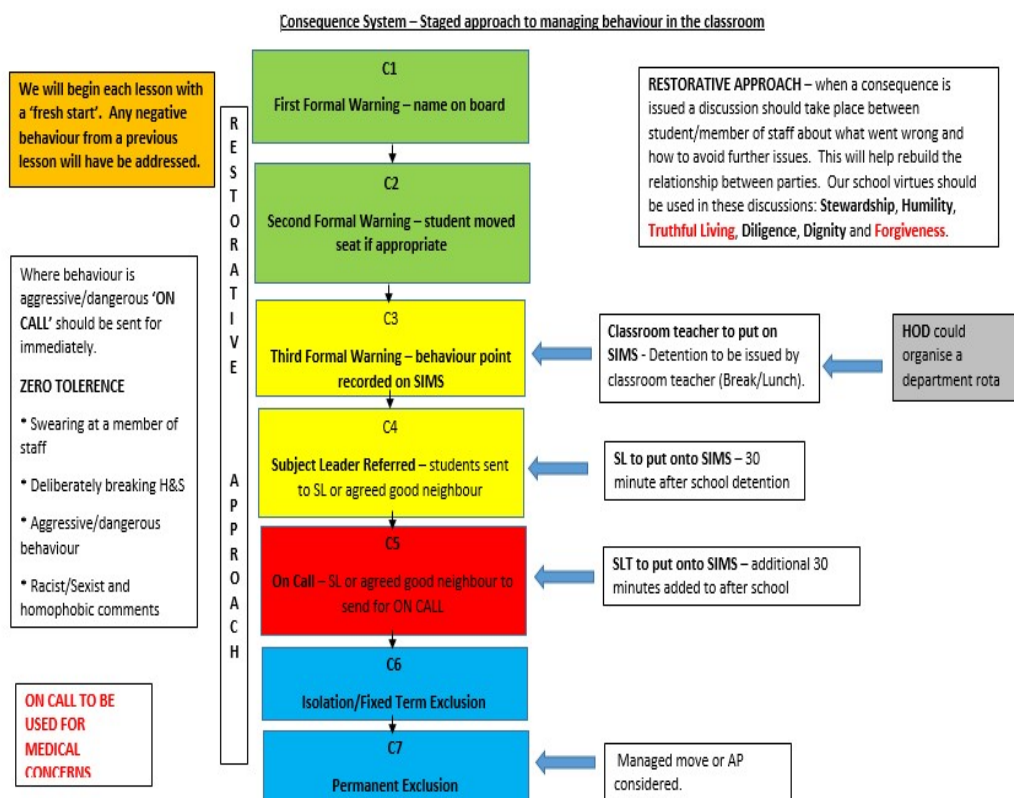 Consequence System – Staged approach to managing behaviour in the classroom
We will begin each lesson with
a ‘fresh start’. Any negative
behaviour from a previous
lesson will have be addressed.
Where behaviour is
aggressive/dangerous ‘ON
CALL’ should be sent for
immediately.
ZERO TOLERENCE
* Swearing at a member of
staff
* Deliberately breaking H&S
* Aggressive/dangerous
behaviour
* Racist/Sexist and
homophobic comments
ON CALL TO BE
USED FOR
MEDICAL
CONCERNS
R
E
S
T
O
R
A
T
I
V
E
A
P
P
R
O
A
C
H
C1
First Formal Warning – name on board
C2
Second Formal Warning – student moved
seat if appropriate
C3
Third Formal Warning – behaviour point
recorded on SIMS
C4
Subject Leader Referred – students sent
to SL or agreed good neighbour
C5
On Call – SL or agreed good neighbour to
send for ON CALL
C6
Isolation/Fixed Term Exclusion
C7
Permanent Exclusion
RESTORATIVE APPROACH – when a consequence is
issued a discussion should take place between
student/member of staff about what went wrong and
how to avoid further issues. This will help rebuild the
relationship between parties. Our school virtues should
be used in these discussions: Stewardship, Humility,
Truthful Living, Diligence, Dignity and Forgiveness.
Classroom teacher to put on
SIMS - Detention to be issued by
classroom teacher (Break/Lunch).
HOD could
organise a
department rota
SL to put onto SIMS – 30
minute after school detention
SLT to put onto SIMS – additional 30
minutes added to after school
Managed move or AP
considered.